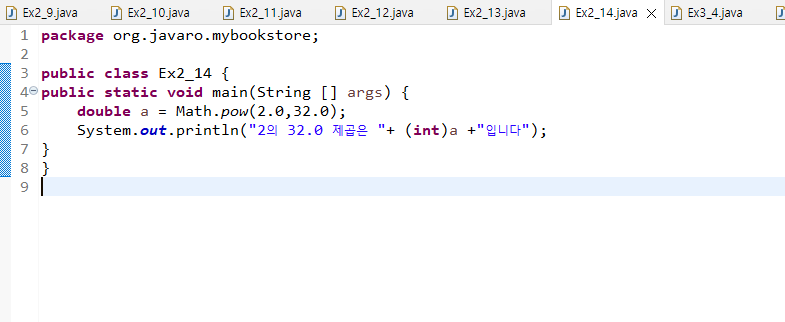 Ex2_9.java Ex2_10.java Ex2_11.java Ex2_12.java Ex2_13.java Ex2_14.java Ex3_4.java
1 package org.javaro.mybookstore;
2
3 public class Ex2_14 {
4 public static void main(String [] args) {
5     double a = Math.pow(2.0,32.0);
6     System.out.println("2의 32.0 제곱은 "+ (int)a +"입니다");
7 }
8 }
9